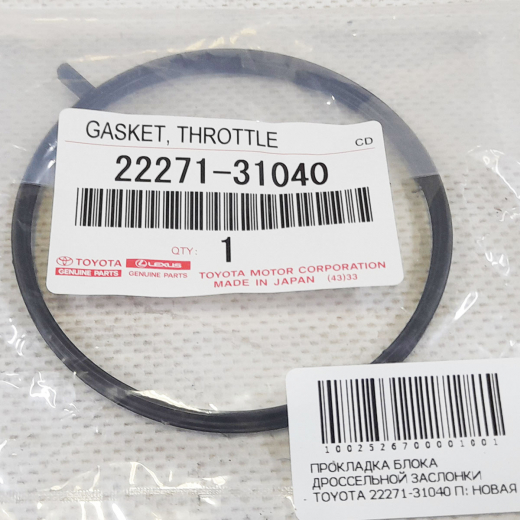 GASKET, THROTTLE
CD
22271-31040
QTY: 1
TOYOTA LEXUS
GENUINE PARTS GENUINE PARTS
TOYOTA MOTOR CORPORATION
MADE IN JAPAN (43)33
1002526700001001
ПРОКЛАДКА БЛОКА
ДРОССЕЛЬНОЙ ЗАСЛОНКИ
TOYOTA 22271-31040 П: НОВАЯ